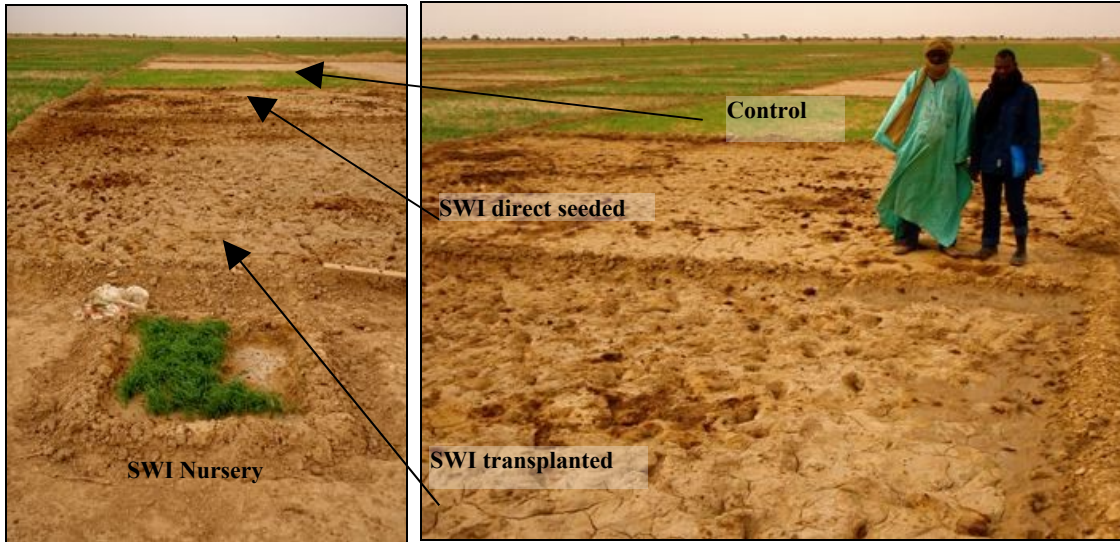 Control
SWI direct seeded
SWI transplanted
SWI Nursery